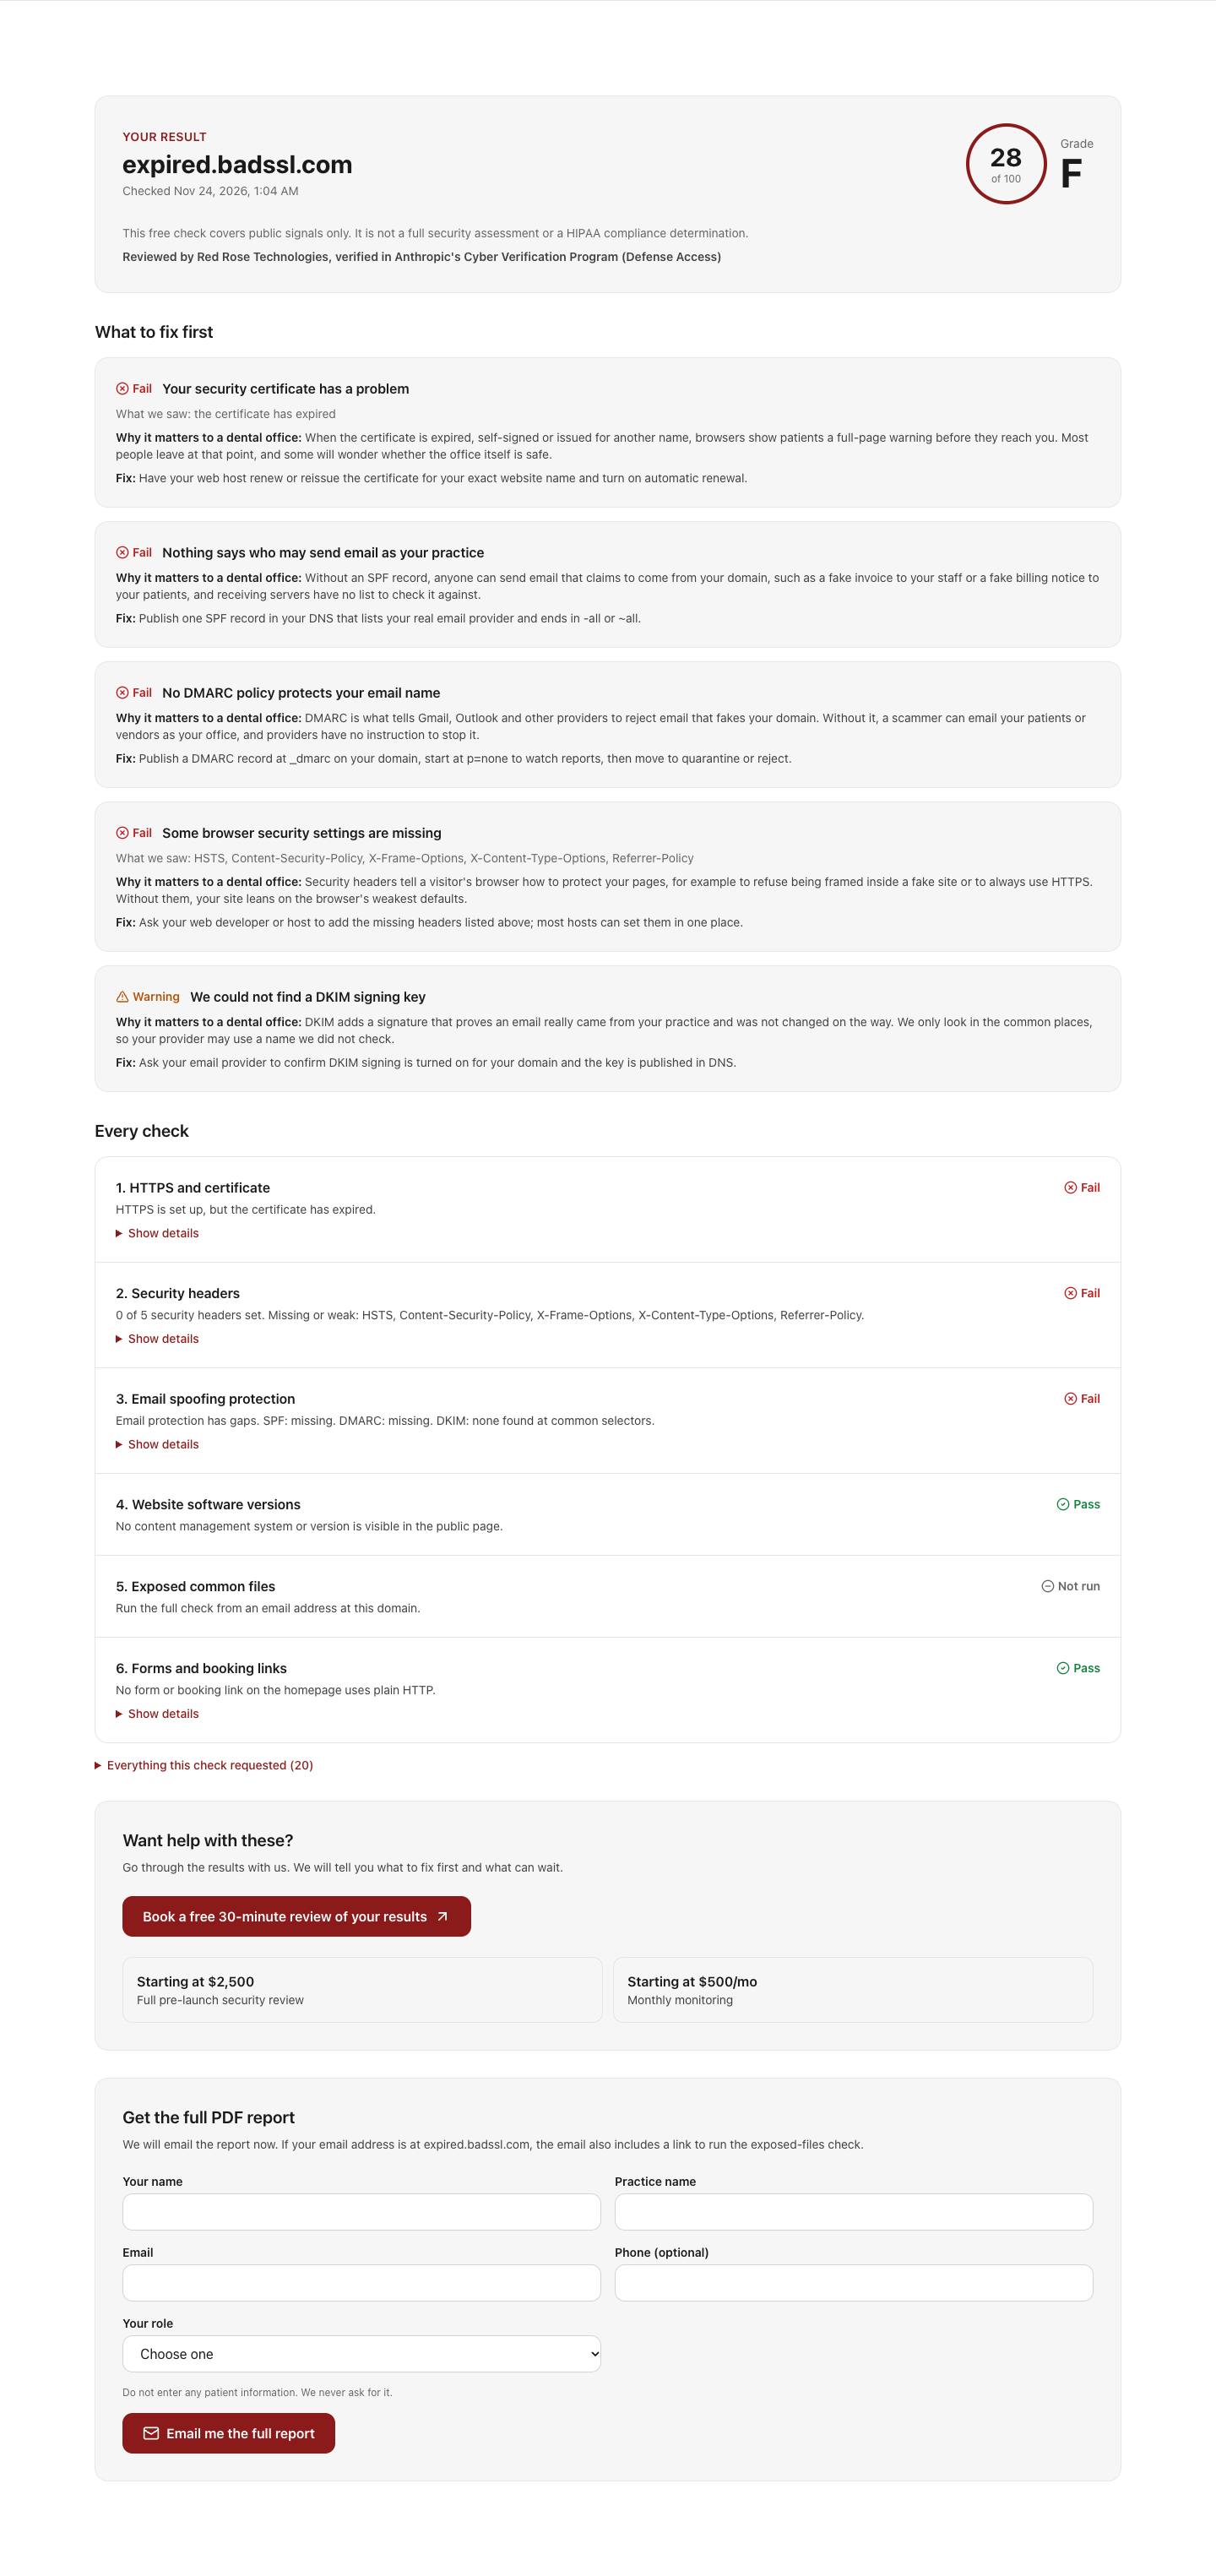 YOUR RESULT
expired.badssl.com
Checked Nov 24, 2026, 1:04 AM
28
of 100
Grade
F
This free check covers public signals only. It is not a full security assessment or a HIPAA compliance determination.
Reviewed by Red Rose Technologies, verified in Anthropic's Cyber Verification Program (Defense Access)
What to fix first
Fail Your security certificate has a problem
What we saw: the certificate has expired
Why it matters to a dental office: When the certificate is expired, self-signed or issued for another name, browsers show patients a full-page warning before they reach you. Most
people leave at that point, and some will wonder whether the office itself is safe.
Fix: Have your web host renew or reissue the certificate for your exact website name and turn on automatic renewal.
Fail Nothing says who may send email as your practice
Why it matters to a dental office: Without an SPF record, anyone can send email that claims to come from your domain, such as a fake invoice to your staff or a fake billing notice to
your patients, and receiving servers have no list to check it against.
Fix: Publish one SPF record in your DNS that lists your real email provider and ends in -all or ~all.
Fail No DMARC policy protects your email name
Why it matters to a dental office: DMARC is what tells Gmail, Outlook and other providers to reject email that fakes your domain. Without it, a scammer can email your patients or
vendors as your office, and providers have no instruction to stop it.
Fix: Publish a DMARC record at _dmarc on your domain, start at p=none to watch reports, then move to quarantine or reject.
Fail Some browser security settings are missing
What we saw: HSTS, Content-Security-Policy, X-Frame-Options, X-Content-Type-Options, Referrer-Policy
Why it matters to a dental office: Security headers tell a visitor's browser how to protect your pages, for example to refuse being framed inside a fake site or to always use HTTPS.
Without them, your site leans on the browser's weakest defaults.
Fix: Ask your web developer or host to add the missing headers listed above; most hosts can set them in one place.
Warning We could not find a DKIM signing key
Why it matters to a dental office: DKIM adds a signature that proves an email really came from your practice and was not changed on the way. We only look in the common places,
so your provider may use a name we did not check.
Fix: Ask your email provider to confirm DKIM signing is turned on for your domain and the key is published in DNS.
Every check
1. HTTPS and certificate
Fail
HTTPS is set up, but the certificate has expired.
Show details
2. Security headers
Fail
0 of 5 security headers set. Missing or weak: HSTS, Content-Security-Policy, X-Frame-Options, X-Content-Type-Options, Referrer-Policy.
Show details
3. Email spoofing protection
Fail
Email protection has gaps. SPF: missing. DMARC: missing. DKIM: none found at common selectors.
Show details
4. Website software versions
Pass
No content management system or version is visible in the public page.
5. Exposed common files
Not run
Run the full check from an email address at this domain.
6. Forms and booking links
Pass
No form or booking link on the homepage uses plain HTTP.
Show details
Everything this check requested (20)
Want help with these?
Go through the results with us. We will tell you what to fix first and what can wait.
Book a free 30-minute review of your results
Starting at $2,500
Full pre-launch security review
Starting at $500/mo
Monthly monitoring
Get the full PDF report
We will email the report now. If your email address is at expired.badssl.com, the email also includes a link to run the exposed-files check.
Your name
Practice name
Email
Phone (optional)
Your role
Choose one
Do not enter any patient information. We never ask for it.
Email me the full report